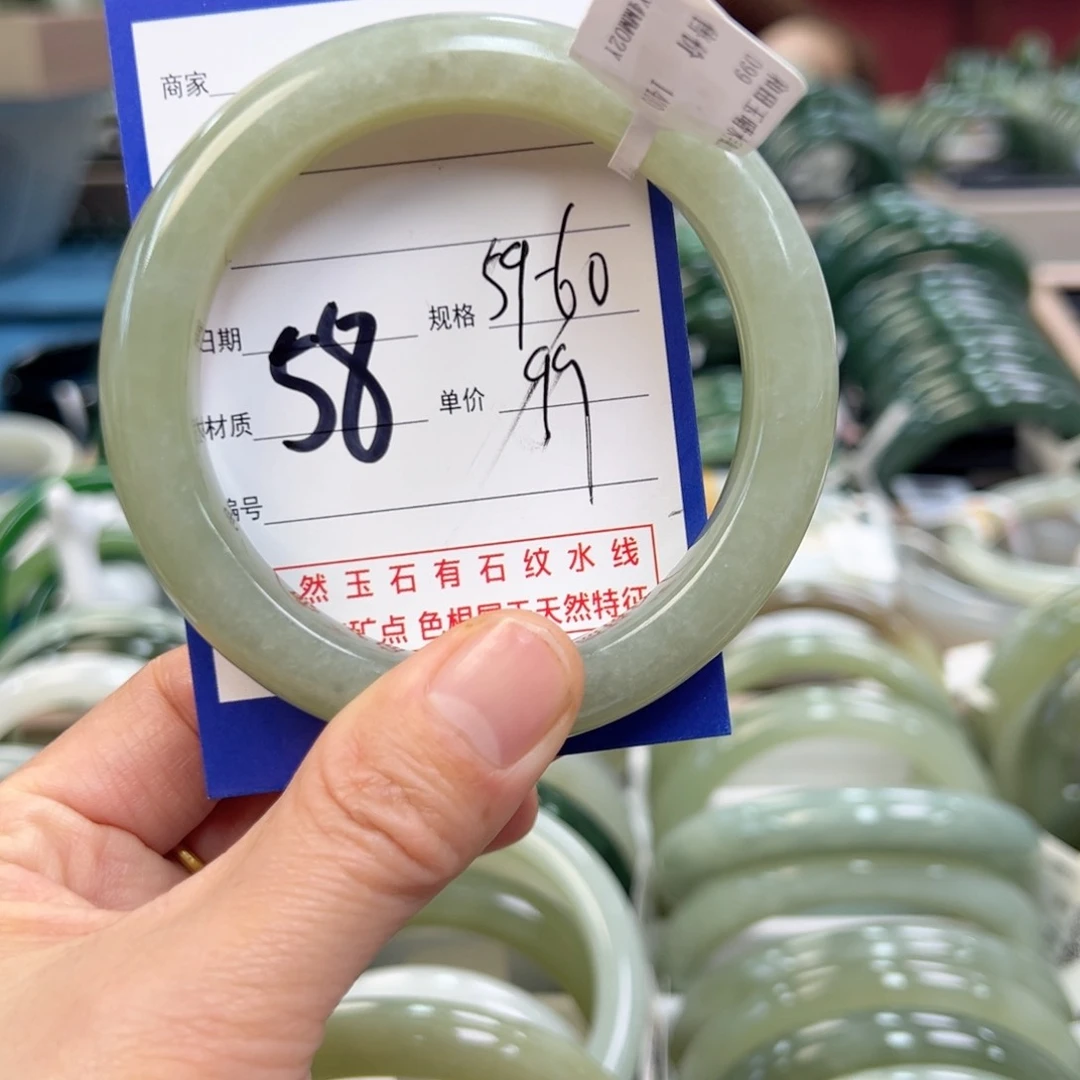 商家
规格 59-60
日期 58
单价 99
材质
编号
然玉石有石纹水线
矿点色根属于天然特征